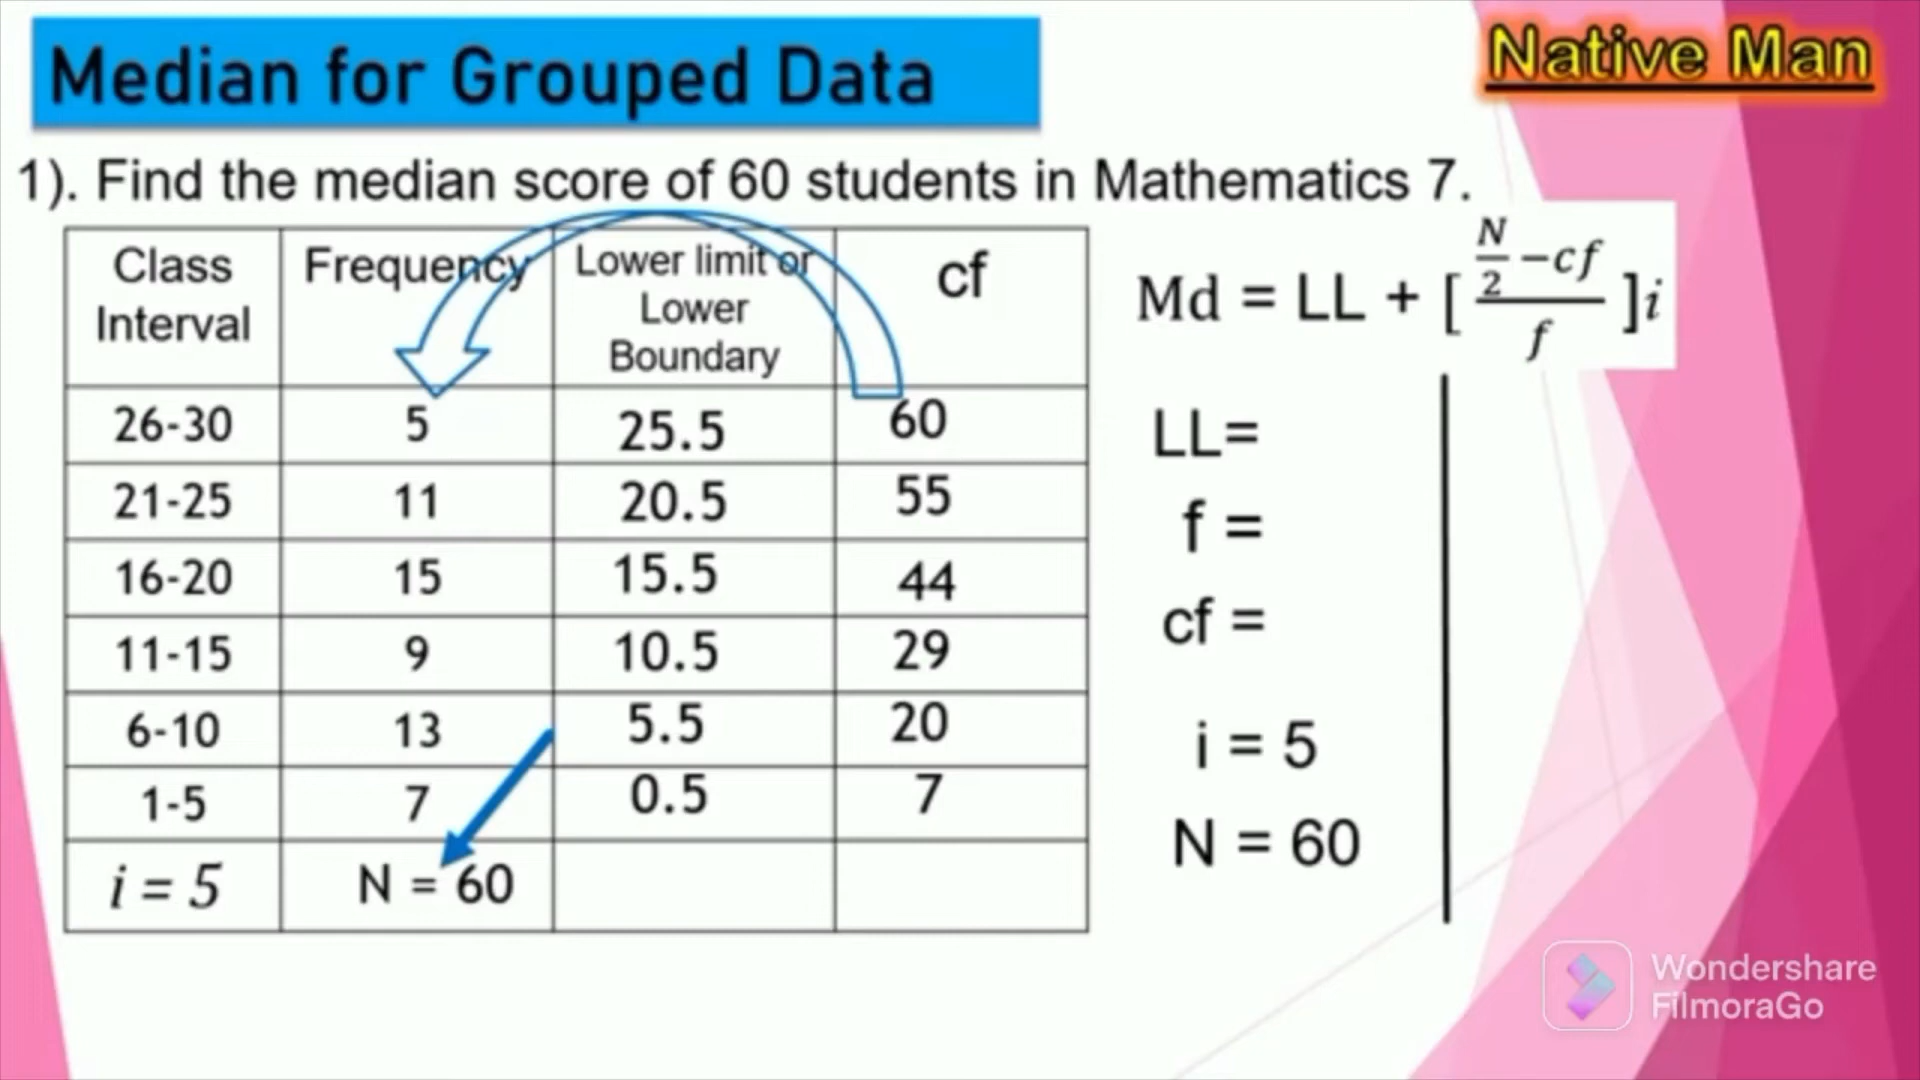 Median for Grouped Data
Native Man
1). Find the median score of 60 students in Mathematics 7.
Class Interval | Frequency | Lower limit or Lower Boundary | cf
26-30 | 5 | 25.5 | 60
21-25 | 11 | 20.5 | 55
16-20 | 15 | 15.5 | 44
11-15 | 9 | 10.5 | 29
6-10 | 13 | 5.5 | 20
1-5 | 7 | 0.5 | 7
i = 5 | N = 60
Md = LL + [ (N/2 - cf) / f ] i
LL=
f =
cf =
i = 5
N = 60
Wondershare
FilmoraGo